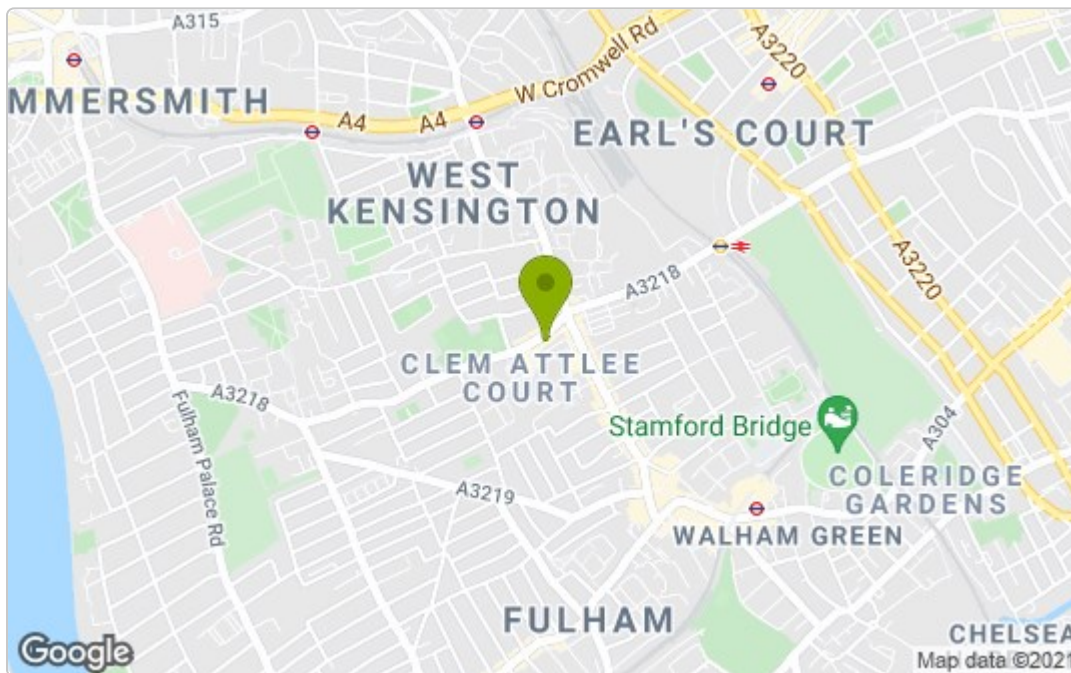 A315
A3220
W Cromwell Rd
MMERSMITH
A4
A4
EARL'S COURT
WEST
KENSINGTON
A3220
A3218
CLEM ATTLEE
COURT
A3218
Fulham Palace Rd
Stamford Bridge
A304
COLERIDGE
GARDENS
A3219
WALHAM GREEN
FULHAM
CHELSEA
Google
Map data ©2021